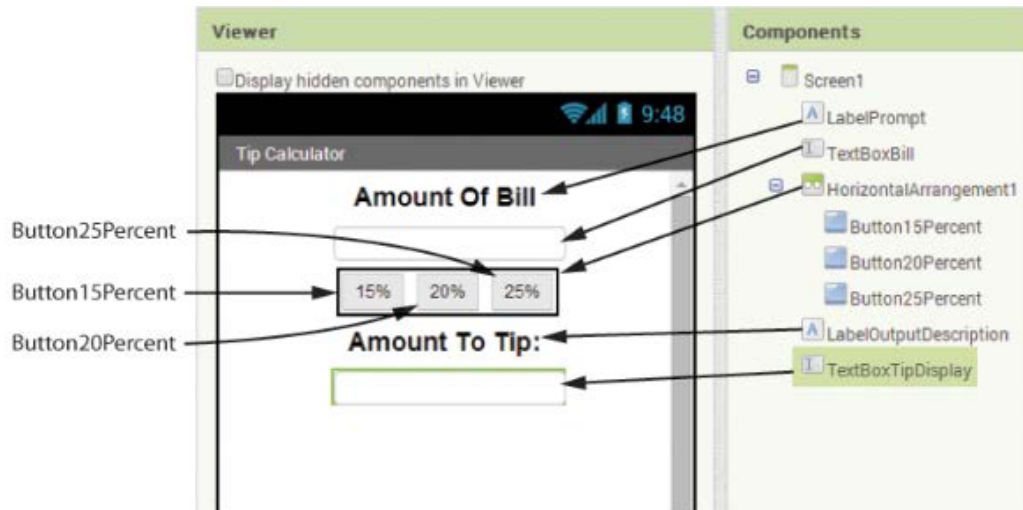 Viewer
Display hidden components in Viewer
9:48
Tip Calculator
Amount Of Bill
Button25Percent
Button15Percent
Button20Percent
15% 20% 25%
Amount To Tip:
Components
Screen1
LabelPrompt
TextBoxBill
HorizontalArrangement1
Button15Percent
Button20Percent
Button25Percent
LabelOutputDescription
TextBoxTipDisplay